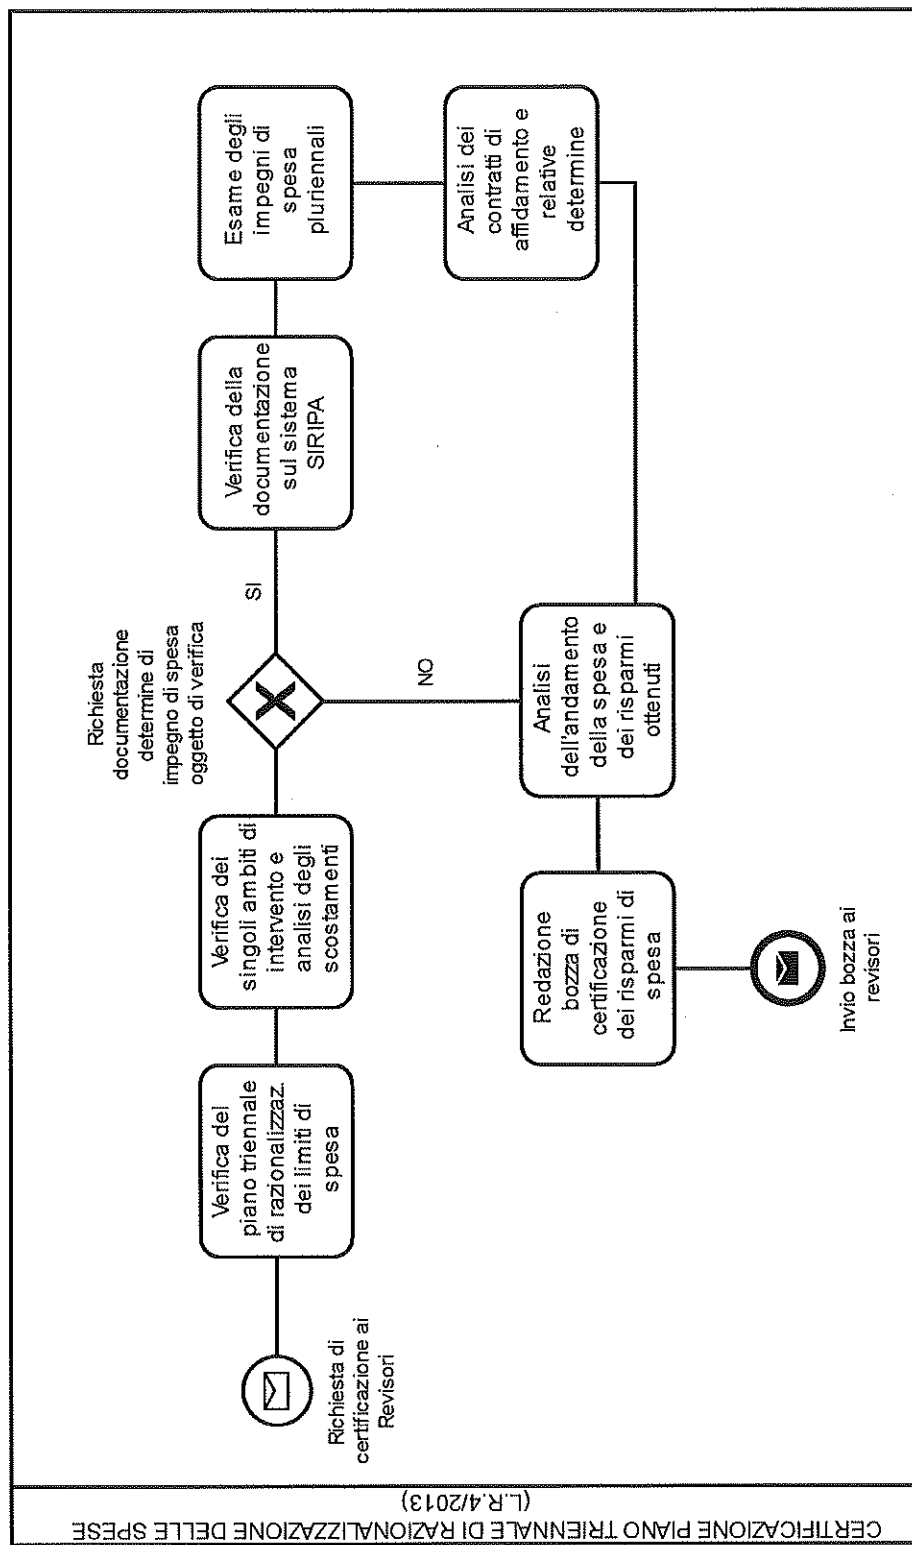 CERTIFICAZIONE PIANO TRIENNALE DI RAZIONALIZZAZIONE DELLE SPESE
(L.R.4/2013)
Richiesta di
certificazione ai
Revisori
Verifica del
piano triennale
di razionalizzaz.
dei limiti di
spesa
Verifica dei
singoli ambiti di
intervento e
analisi degli
scostamenti
Richiesta
documentazione
determine di
impegno di spesa
oggetto di verifica
SI
Verifica della
documentazione
sul sistema
SIRIPA
Esame degli
impegni di
spesa
pluriennali
Analisi dei
contratti di
affidamento e
relative
determine
NO
Analisi
dell'andamento
della spesa e
dei risparmi
ottenuti
Redazione
bozza di
certificazione
dei risparmi di
spesa
Invio bozza ai
revisori